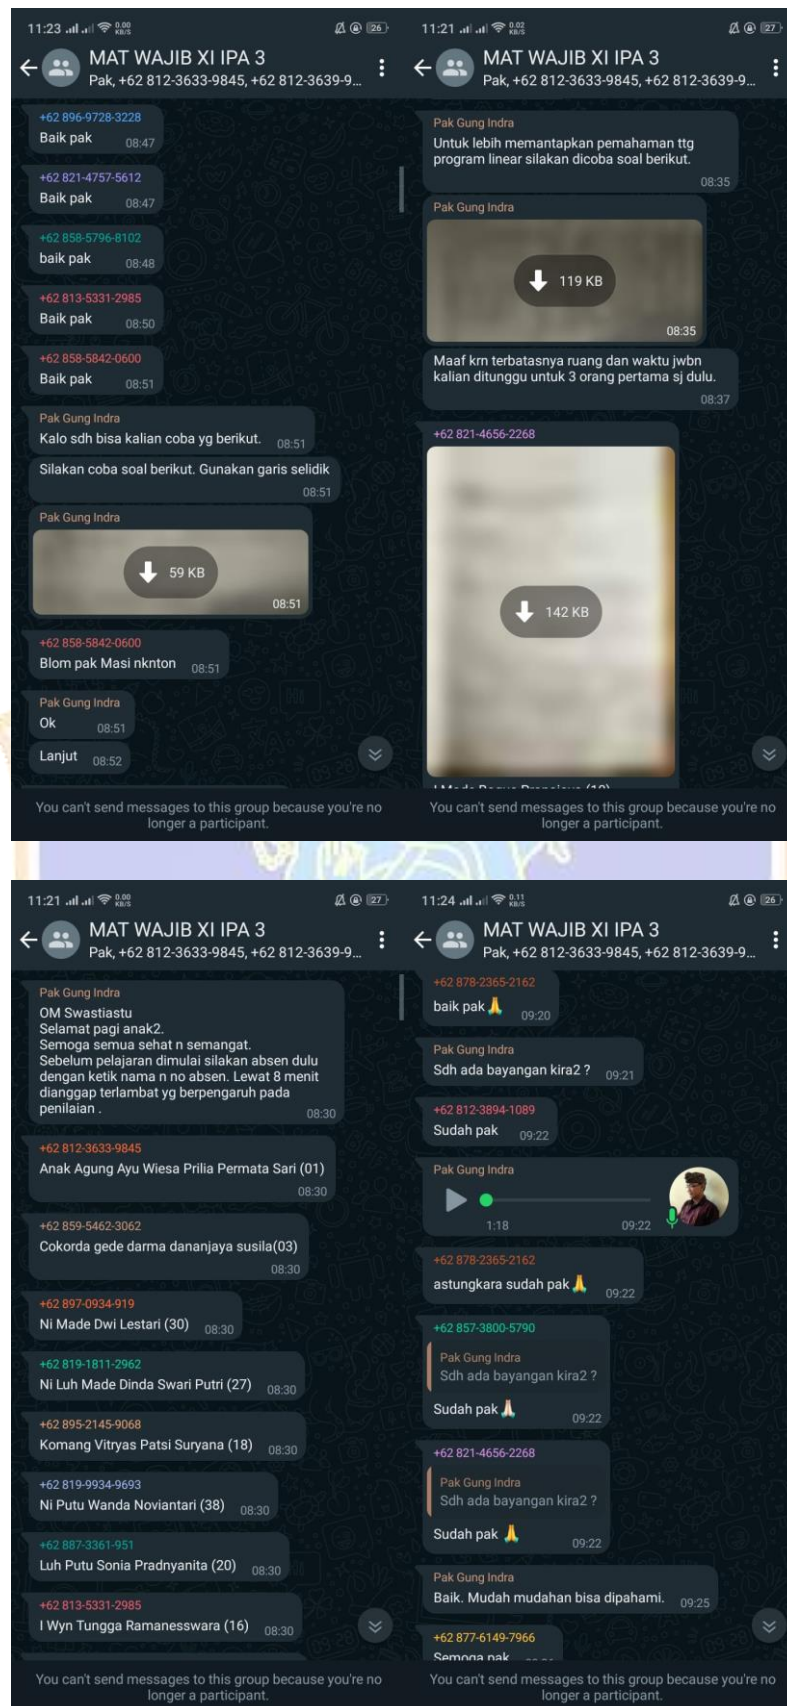 11:23 0.00 KB/S 26
MAT WAJIB XI IPA 3
Pak, +62 812-3633-9845, +62 812-3639-9...
+62 896-9728-3228
Baik pak 08:47
+62 821-4757-5612
Baik pak 08:47
+62 858-5796-8102
baik pak 08:48
+62 813-5331-2985
Baik pak 08:50
+62 858-5842-0600
Baik pak 08:51
Pak Gung Indra
Kalo sdh bisa kalian coba yg berikut. 08:51
Silakan coba soal berikut. Gunakan garis selidik
08:51
Pak Gung Indra
59 KB
08:51
+62 858-5842-0600
Blom pak Masi nknton 08:51
Pak Gung Indra
Ok 08:51
Lanjut 08:52
You can't send messages to this group because you're no
longer a participant.
11:21 0.02 KB/S 27
MAT WAJIB XI IPA 3
Pak, +62 812-3633-9845, +62 812-3639-9...
Pak Gung Indra
Untuk lebih memantapkan pemahaman ttg
program linear silakan dicoba soal berikut.
08:35
Pak Gung Indra
119 KB
08:35
Maaf krn terbatasnya ruang dan waktu jwbn
kalian ditunggu untuk 3 orang pertama sj dulu.
08:37
+62 821-4656-2268
142 KB
You can't send messages to this group because you're no
longer a participant.
11:21 0.00 KB/S 27
MAT WAJIB XI IPA 3
Pak, +62 812-3633-9845, +62 812-3639-9...
Pak Gung Indra
OM Swastiastu
Selamat pagi anak2.
Semoga semua sehat n semangat.
Sebelum pelajaran dimulai silakan absen dulu
dengan ketik nama n no absen. Lewat 8 menit
dianggap terlambat yg berpengaruh pada
penilaian . 08:30
+62 812-3633-9845
Anak Agung Ayu Wiesa Prilia Permata Sari (01)
08:30
+62 859-5462-3062
Cokorda gede darma dananjaya susila(03)
08:30
+62 897-0934-919
Ni Made Dwi Lestari (30) 08:30
+62 819-1811-2962
Ni Luh Made Dinda Swari Putri (27) 08:30
+62 895-2145-9068
Komang Vitryas Patsi Suryana (18) 08:30
+62 819-9934-9693
Ni Putu Wanda Noviantari (38) 08:30
+62 887-3361-951
Luh Putu Sonia Pradnyanita (20) 08:30
+62 813-5331-2985
I Wyn Tungga Ramanesswara (16) 08:30
You can't send messages to this group because you're no
longer a participant.
11:24 0.11 KB/S 26
MAT WAJIB XI IPA 3
Pak, +62 812-3633-9845, +62 812-3639-9...
+62 878-2365-2162
baik pak🙏 09:20
Pak Gung Indra
Sdh ada bayangan kira2 ? 09:21
+62 812-3894-1089
Sudah pak 09:22
Pak Gung Indra
1:18 09:22
+62 878-2365-2162
astungkara sudah pak🙏 09:22
+62 857-3800-5790
Pak Gung Indra
Sdh ada bayangan kira2 ?
Sudah pak🙏🏻 09:22
+62 821-4656-2268
Pak Gung Indra
Sdh ada bayangan kira2 ?
Sudah pak 🙏 09:22
Pak Gung Indra
Baik. Mudah mudahan bisa dipahami. 09:25
+62 877-6149-7966
Semoga pak
You can't send messages to this group because you're no
longer a participant.